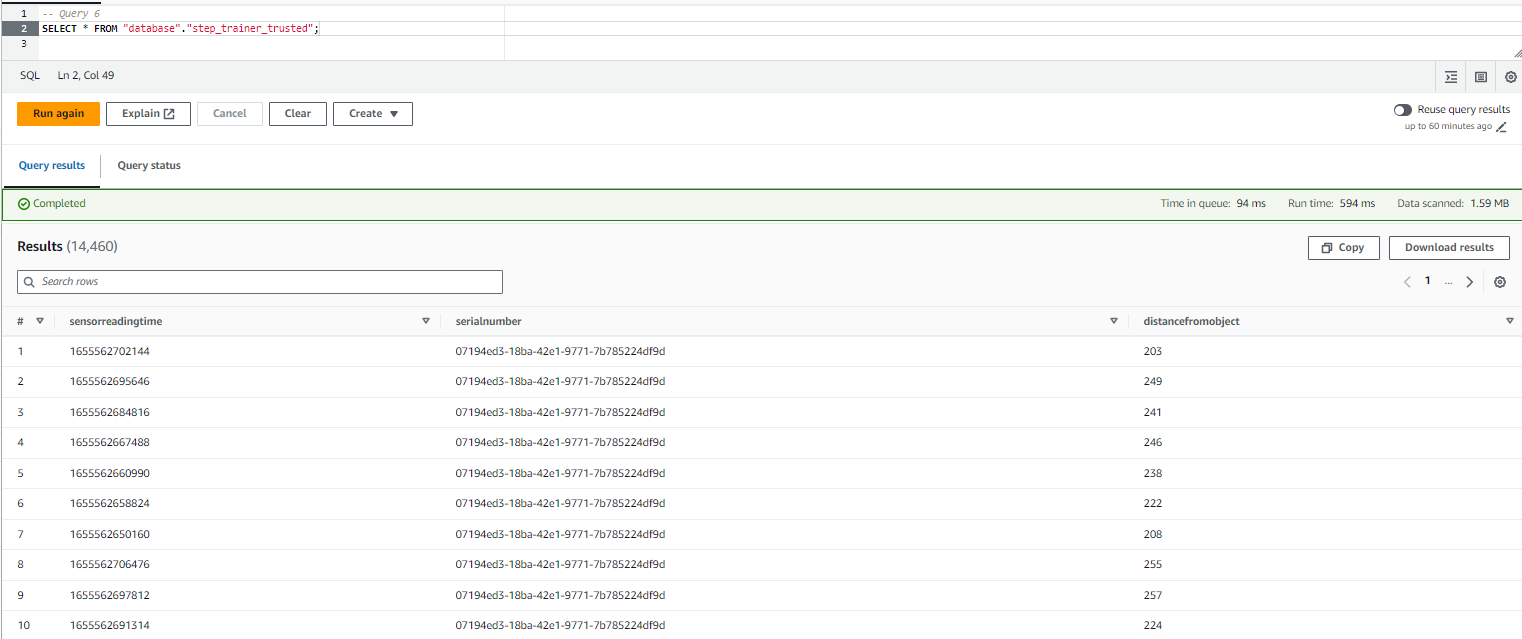 1 -- Query 6
2 SELECT * FROM "database"."step_trainer_trusted";
3
SQL Ln 2, Col 49
Run again Explain Cancel Clear Create Reuse query results
up to 60 minutes ago
Query results Query status
Completed Time in queue: 94 ms Run time: 594 ms Data scanned: 1.59 MB
Results (14,460) Copy Download results
Search rows 1 ...
# sensorreadingtime serialnumber distancefromobject
1 1655562702144 07194ed3-18ba-42e1-9771-7b785224df9d 203
2 1655562695646 07194ed3-18ba-42e1-9771-7b785224df9d 249
3 1655562684816 07194ed3-18ba-42e1-9771-7b785224df9d 241
4 1655562667488 07194ed3-18ba-42e1-9771-7b785224df9d 246
5 1655562660990 07194ed3-18ba-42e1-9771-7b785224df9d 238
6 1655562658824 07194ed3-18ba-42e1-9771-7b785224df9d 222
7 1655562650160 07194ed3-18ba-42e1-9771-7b785224df9d 208
8 1655562706476 07194ed3-18ba-42e1-9771-7b785224df9d 255
9 1655562697812 07194ed3-18ba-42e1-9771-7b785224df9d 257
10 1655562691314 07194ed3-18ba-42e1-9771-7b785224df9d 224